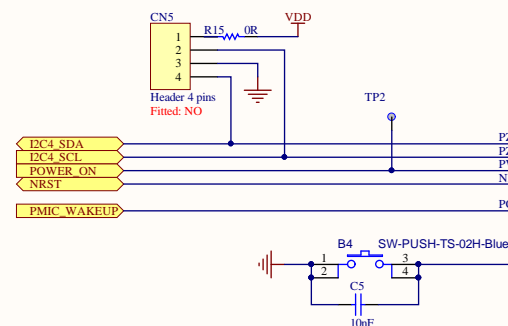 CN5
R15 0R VDD
1
2
3
4
Header 4 pins
Fitted: NO
TP2
I2C4_SDA
I2C4_SCL
POWER_ON
NRST
PMIC_WAKEUP
B4 SW-PUSH-TS-02H-Blue
1 3
2 4
C5
10nF